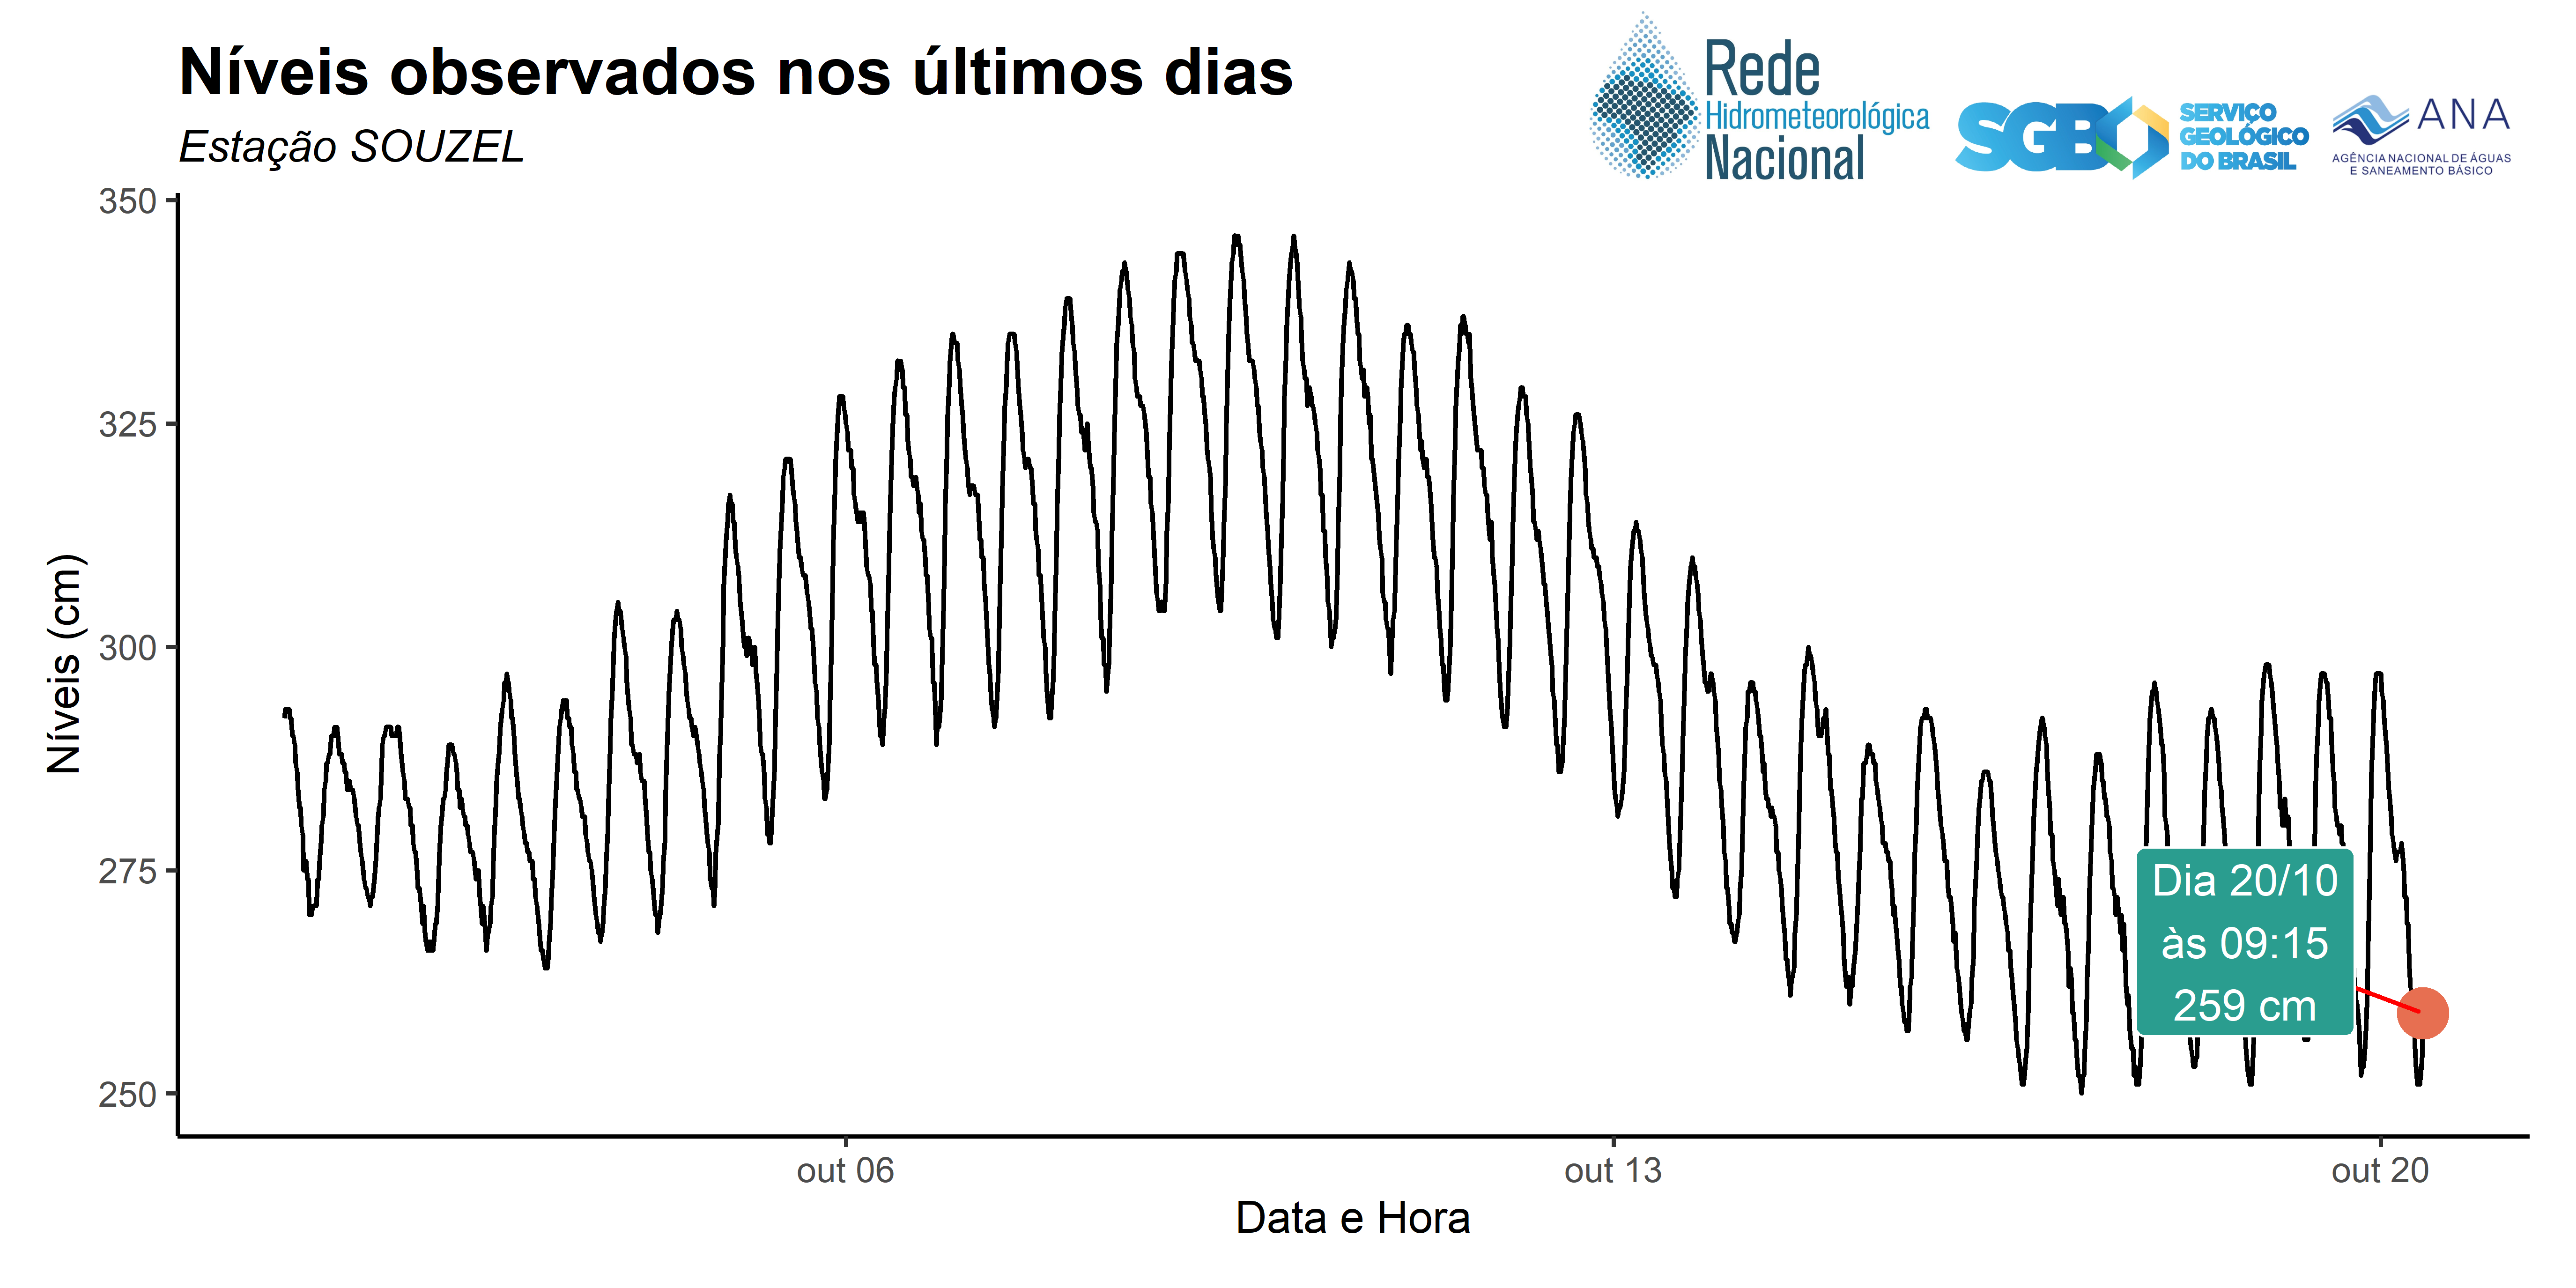 Níveis observados nos últimos dias
Estação SOUZEL
Rede
Hidrometeorológica
Nacional
SGB
SERVIÇO
GEOLÓGICO
DO BRASIL
ANA
AGÊNCIA NACIONAL DE ÁGUAS
E SANEAMENTO BÁSICO
350
325
300
275
250
Níveis (cm)
Dia 20/10
às 09:15
259 cm
out 06
out 13
out 20
Data e Hora